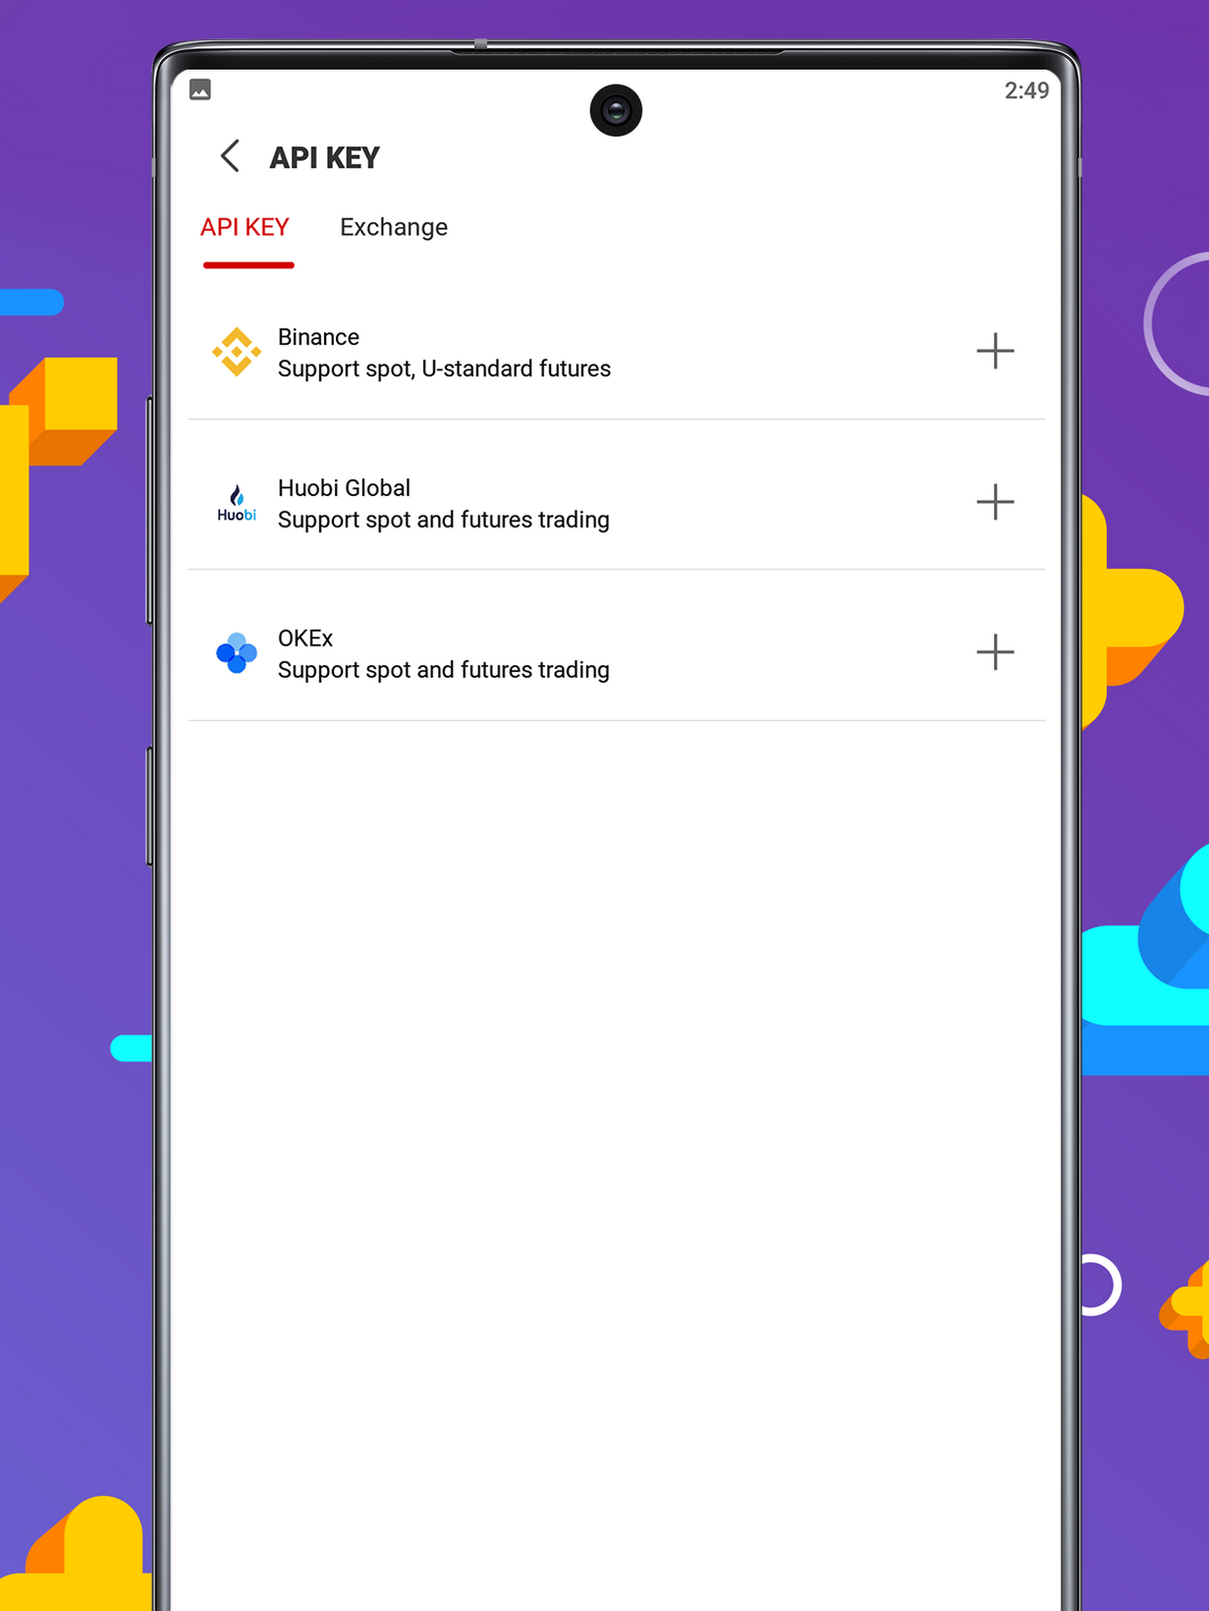 2:49
API KEY
API KEY
Exchange
Binance
Support spot, U-standard futures
Huobi Global
Huobi
Support spot and futures trading
OKEx
Support spot and futures trading